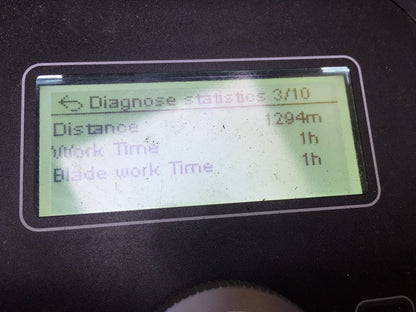 Diagnose statistics 3/10
Distance 1294m
Work Time 1h
Blade work Time 1h